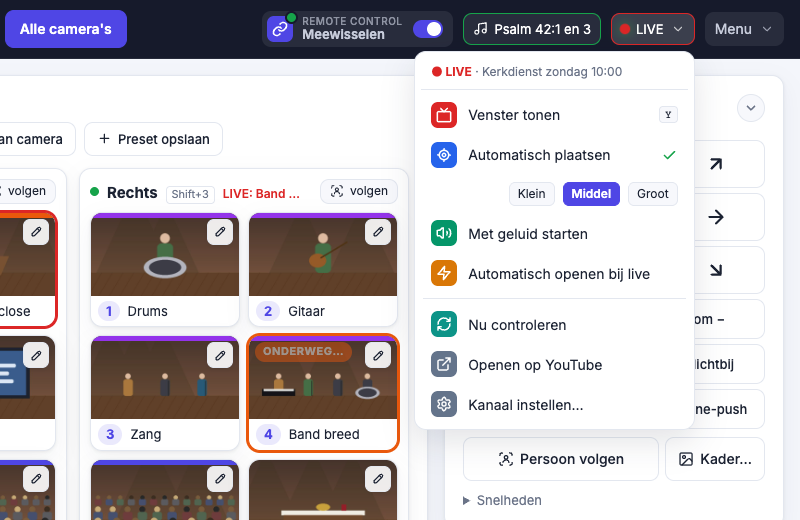 Alle camera's
REMOTE CONTROL
Meewisselen
Psalm 42:1 en 3
LIVE
Menu
LIVE · Kerkdienst zondag 10:00
Venster tonen
Y
Automatisch plaatsen
Klein Middel Groot
Met geluid starten
Automatisch openen bij live
Nu controleren
Openen op YouTube
Kanaal instellen...
an camera
+ Preset opslaan
volgen
Rechts
Shift+3
LIVE: Band ...
volgen
close
1 Drums
2 Gitaar
3 Zang
ONDERWEG...
4 Band breed
om –
ichtbij
ne-push
Persoon volgen
Kader...
Snelheden